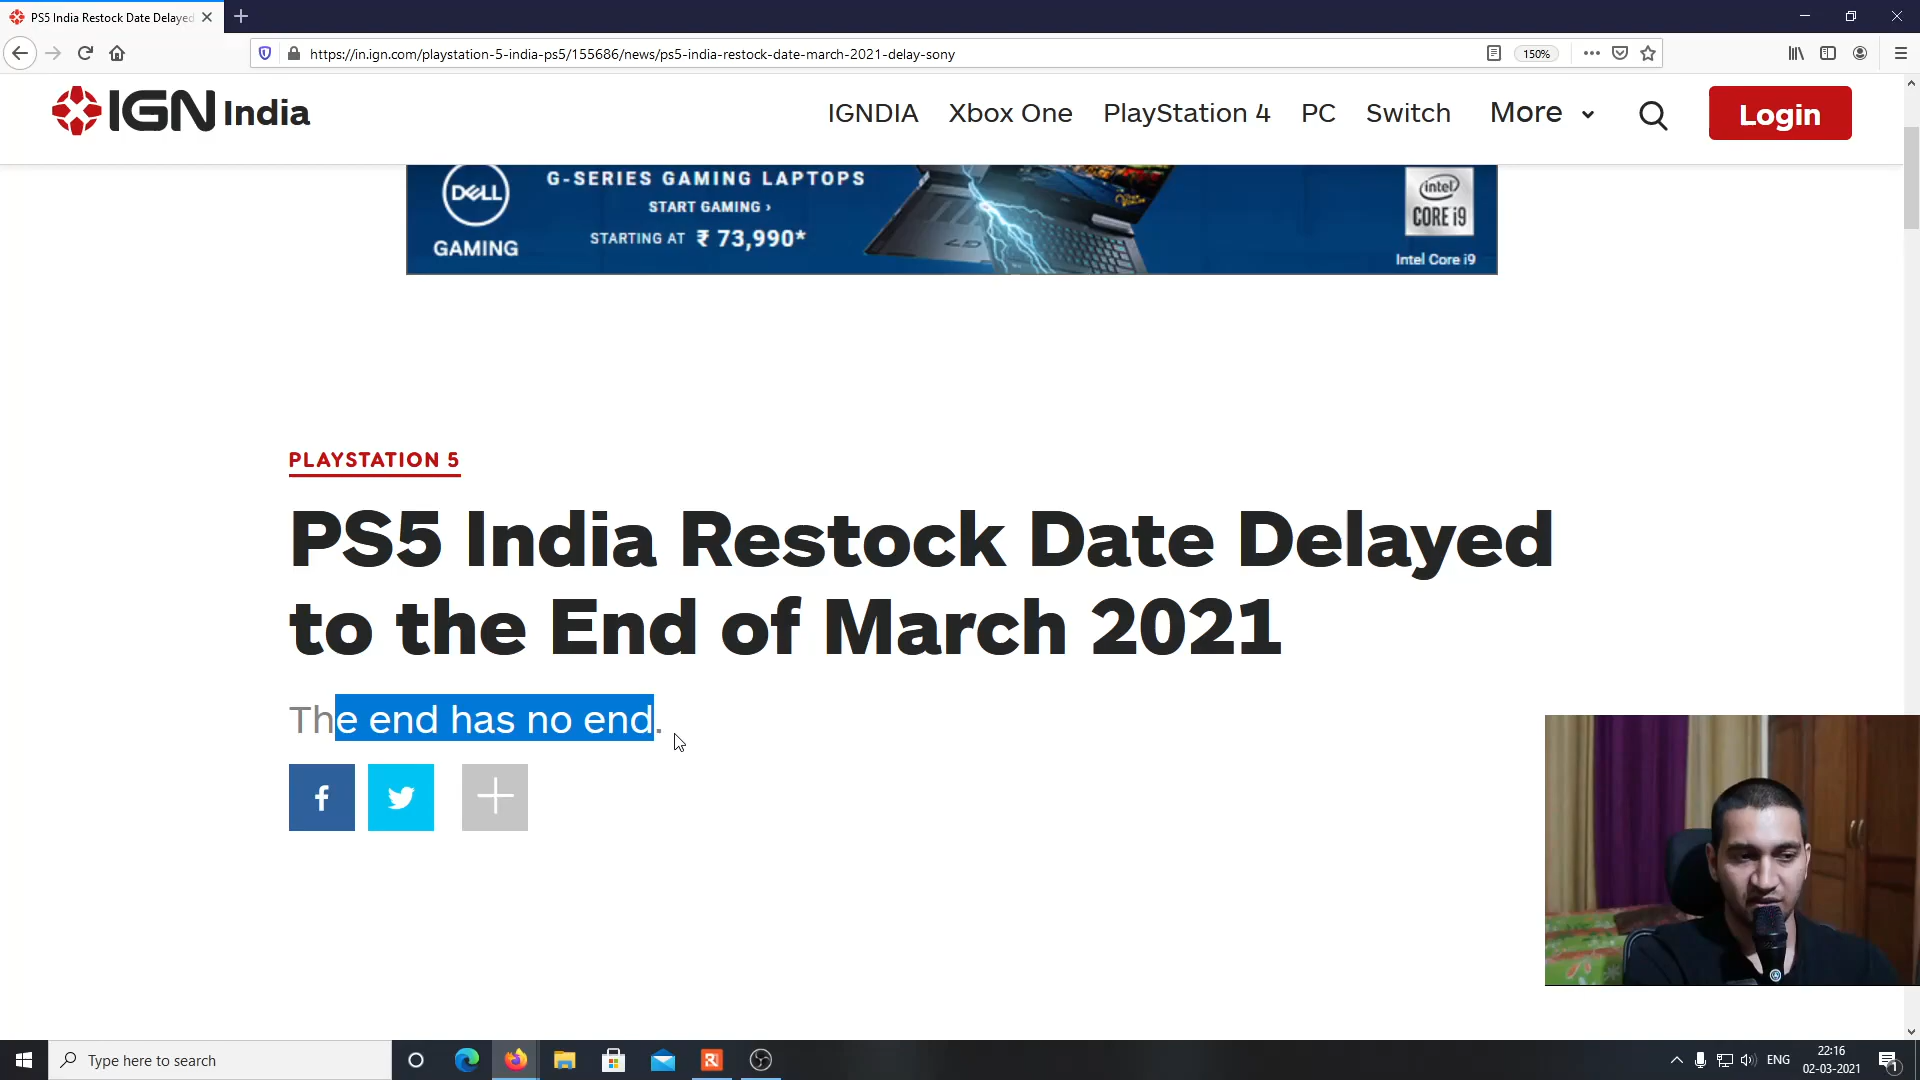 PS5 India Restock Date Delayed
https://in.ign.com/playstation-5-india-ps5/155686/news/ps5-india-restock-date-march-2021-delay-sony
150%
IGN India
IGNDIA Xbox One PlayStation 4 PC Switch More Login
DELL
GAMING
G-SERIES GAMING LAPTOPS
START GAMING ›
STARTING AT ₹ 73,990*
intel
CORE i9
Intel Core i9
PLAYSTATION 5
PS5 India Restock Date Delayed
to the End of March 2021
The end has no end.
Type here to search
ENG
22:16
02-03-2021
1